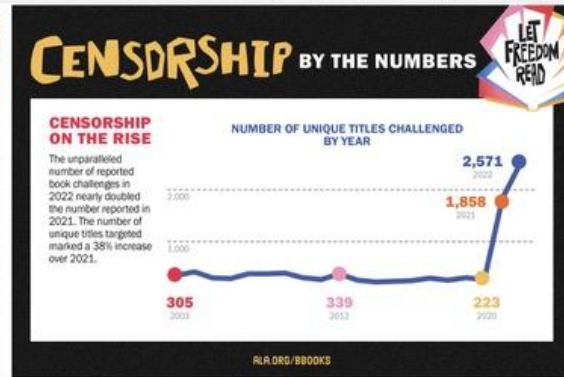 CENSORSHIP BY THE NUMBERS
LET
FREEDOM
READ
CENSORSHIP
ON THE RISE
The unparalleled
number of reported
book challenges in
2022 nearly doubled
the number reported in
2021. The number of
unique titles targeted
marked a 38% increase
over 2021.
NUMBER OF UNIQUE TITLES CHALLENGED
BY YEAR
2,571
2022
2,000
1,858
2021
1,000
305
2003
339
2012
223
2020
ALA.ORG/BBOOKS